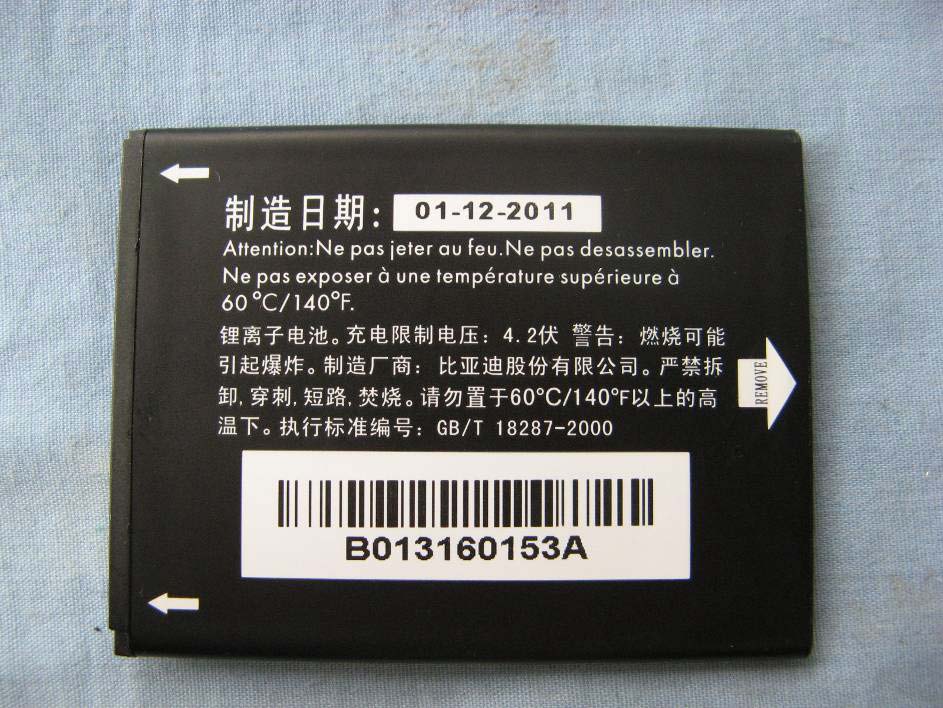 制造日期: 01-12-2011
Attention:Ne pas jeter au feu.Ne pas desassembler.
Ne pas exposer à une température supérieure à
60°C/140°F.
锂离子电池。充电限制电压: 4.2伏 警告: 燃烧可能
引起爆炸。制造厂商: 比亚迪股份有限公司。严禁拆
卸,穿刺,短路,焚烧。请勿置于60°C/140°F以上的高
温下。执行标准编号: GB/T 18287-2000
REMOVE
B013160153A